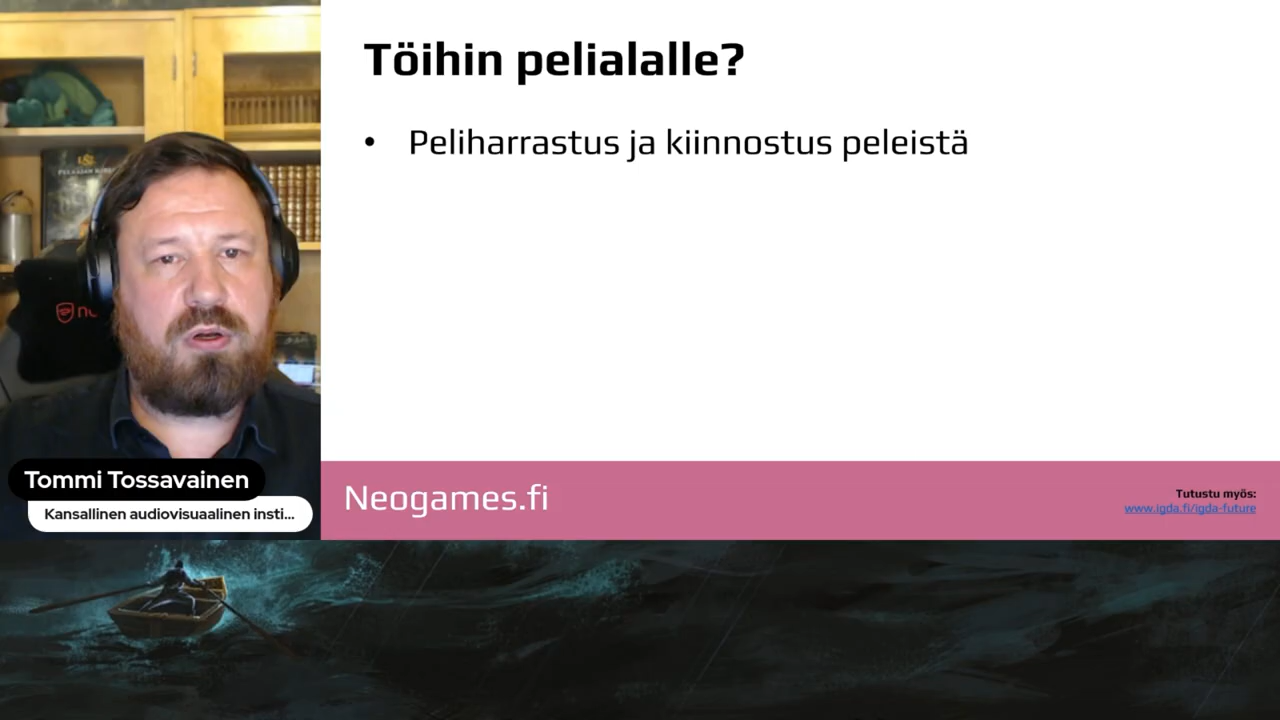 Töihin pelialalle?
• Peliharrastus ja kiinnostus peleistä
Tommi Tossavainen
Kansallinen audiovisuaalinen insti...
Neogames.fi
Tutustu myös:
www.igda.fi/igda-future